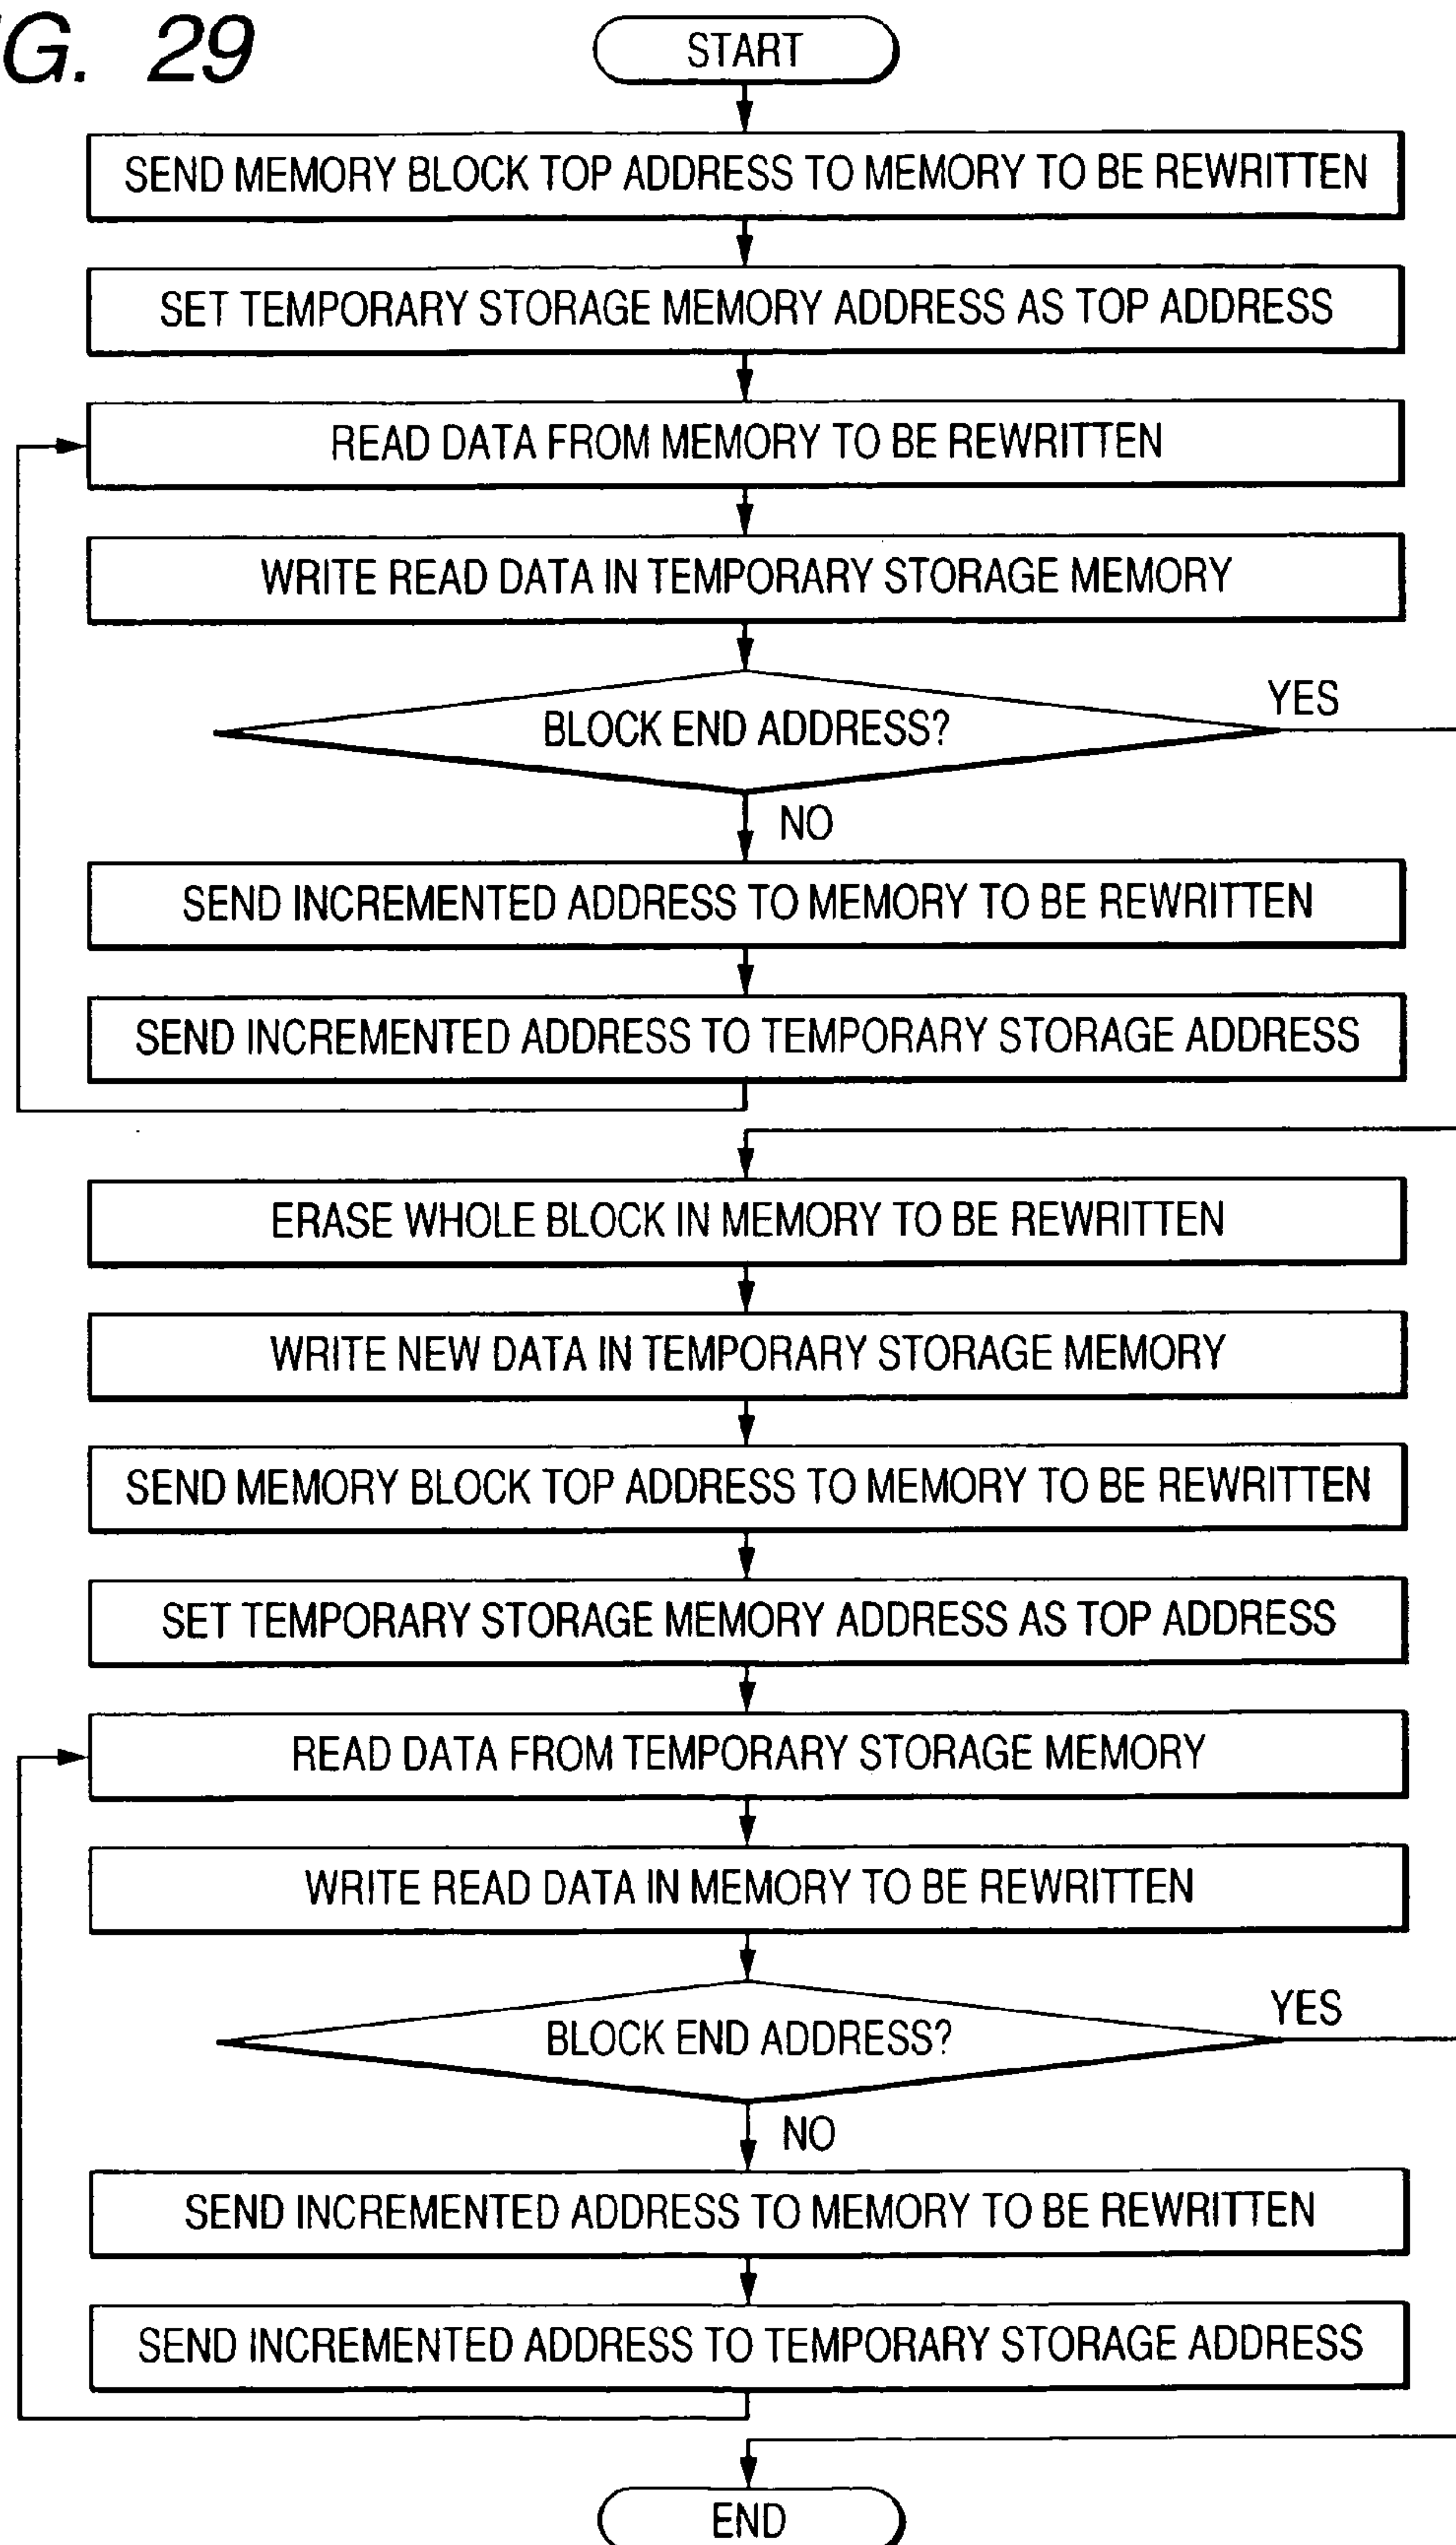 G. 29
START
SEND MEMORY BLOCK TOP ADDRESS TO MEMORY TO BE REWRITTEN
SET TEMPORARY STORAGE MEMORY ADDRESS AS TOP ADDRESS
READ DATA FROM MEMORY TO BE REWRITTEN
WRITE READ DATA IN TEMPORARY STORAGE MEMORY
YES
BLOCK END ADDRESS?
NO
SEND INCREMENTED ADDRESS TO MEMORY TO BE REWRITTEN
SEND INCREMENTED ADDRESS TO TEMPORARY STORAGE ADDRESS
ERASE WHOLE BLOCK IN MEMORY TO BE REWRITTEN
WRITE NEW DATA IN TEMPORARY STORAGE MEMORY
SEND MEMORY BLOCK TOP ADDRESS TO MEMORY TO BE REWRITTEN
SET TEMPORARY STORAGE MEMORY ADDRESS AS TOP ADDRESS
READ DATA FROM TEMPORARY STORAGE MEMORY
WRITE READ DATA IN MEMORY TO BE REWRITTEN
YES
BLOCK END ADDRESS?
NO
SEND INCREMENTED ADDRESS TO MEMORY TO BE REWRITTEN
SEND INCREMENTED ADDRESS TO TEMPORARY STORAGE ADDRESS
END